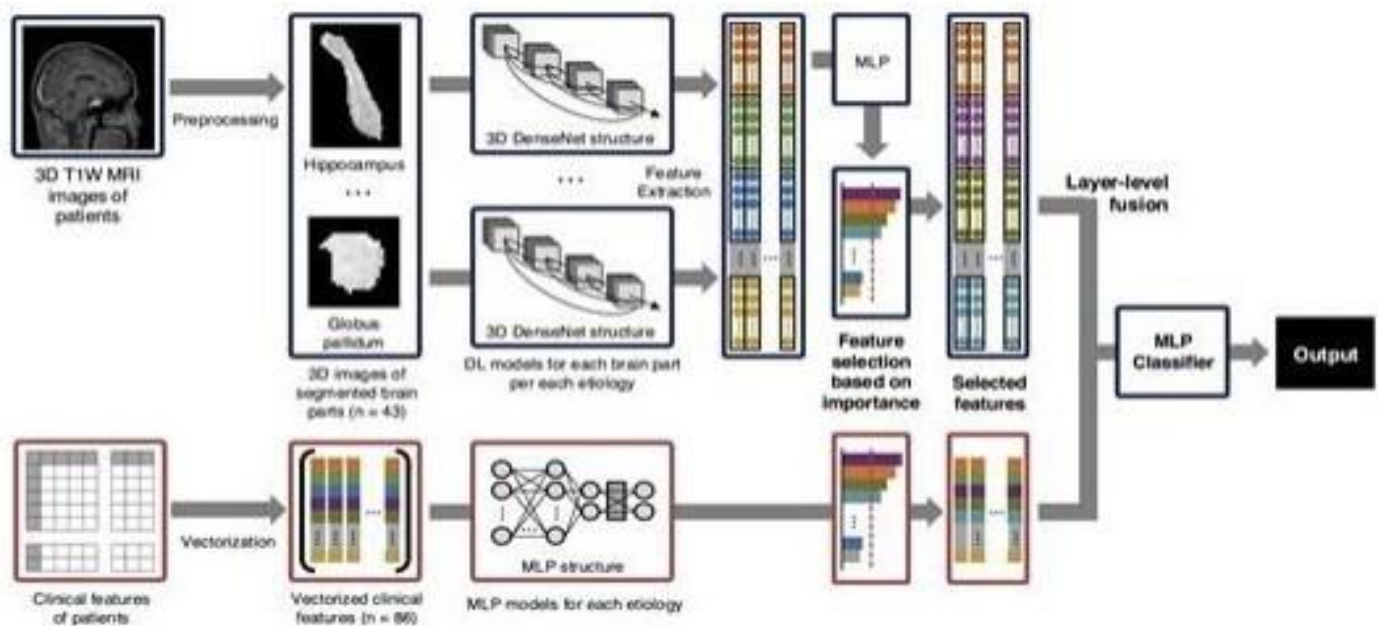 3D T1W MRI
images of
patients
Preprocessing
Hippocampus
...
Globus
pallidum
3D images of
segmented brain
parts (n = 43)
3D DenseNet structure
...
Feature
Extraction
3D DenseNet structure
DL models for each brain part
per each etiology
MLP
Feature
selection
based on
importance
Selected
features
Layer-level
fusion
MLP
Classifier
Output
Clinical features
of patients
Vectorization
Vectorized clinical
features (n = 86)
MLP structure
MLP models for each etiology